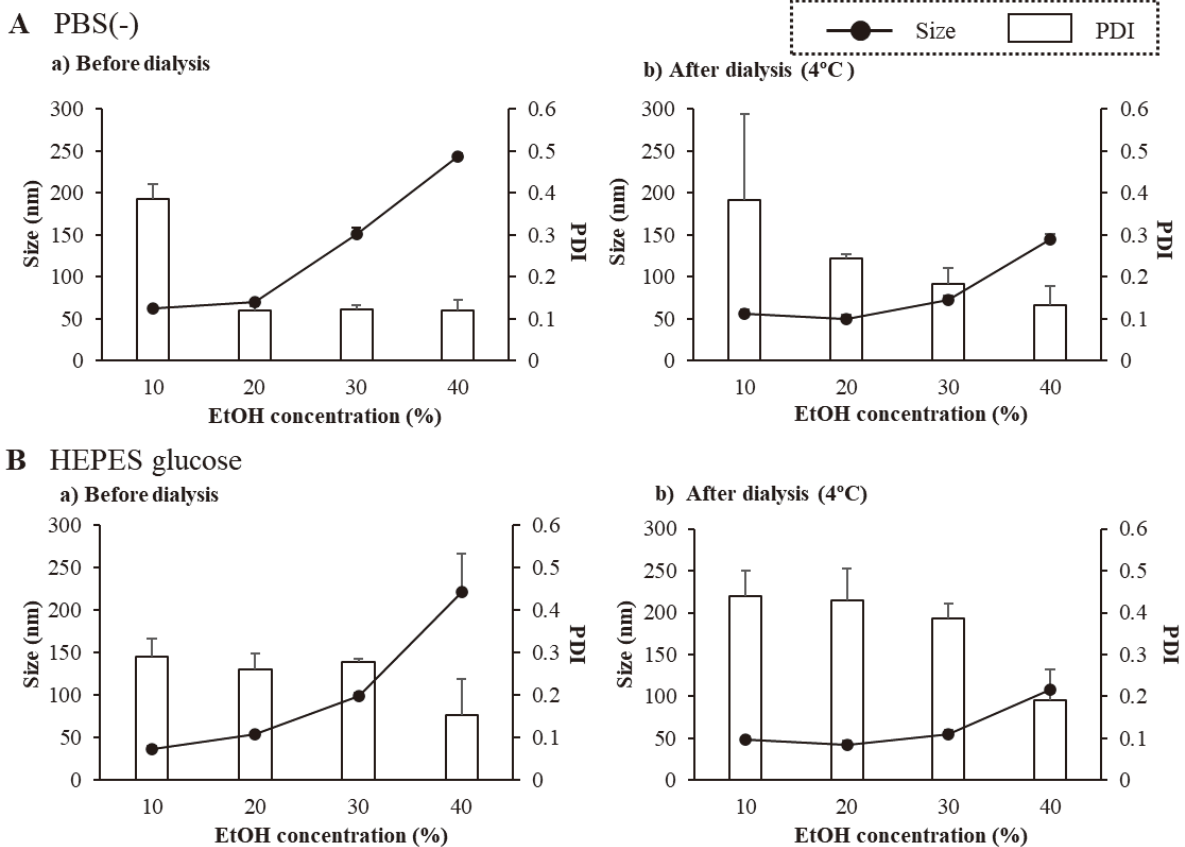 A PBS(-)
Size PDI
a) Before dialysis
b) After dialysis (4ºC )
300 0.6
250 0.5
200 0.4
150 0.3
100 0.2
50 0.1
0 0
Size (nm)
PDI
10 20 30 40
EtOH concentration (%)
300 0.6
250 0.5
200 0.4
150 0.3
100 0.2
50 0.1
0 0
Size (nm)
PDI
10 20 30 40
EtOH concentration (%)
B HEPES glucose
a) Before dialysis
b) After dialysis (4ºC)
300 0.6
250 0.5
200 0.4
150 0.3
100 0.2
50 0.1
0 0
Size (nm)
PDI
10 20 30 40
EtOH concentration (%)
300 0.6
250 0.5
200 0.4
150 0.3
100 0.2
50 0.1
0 0
Size (nm)
PDI
10 20 30 40
EtOH concentration (%)